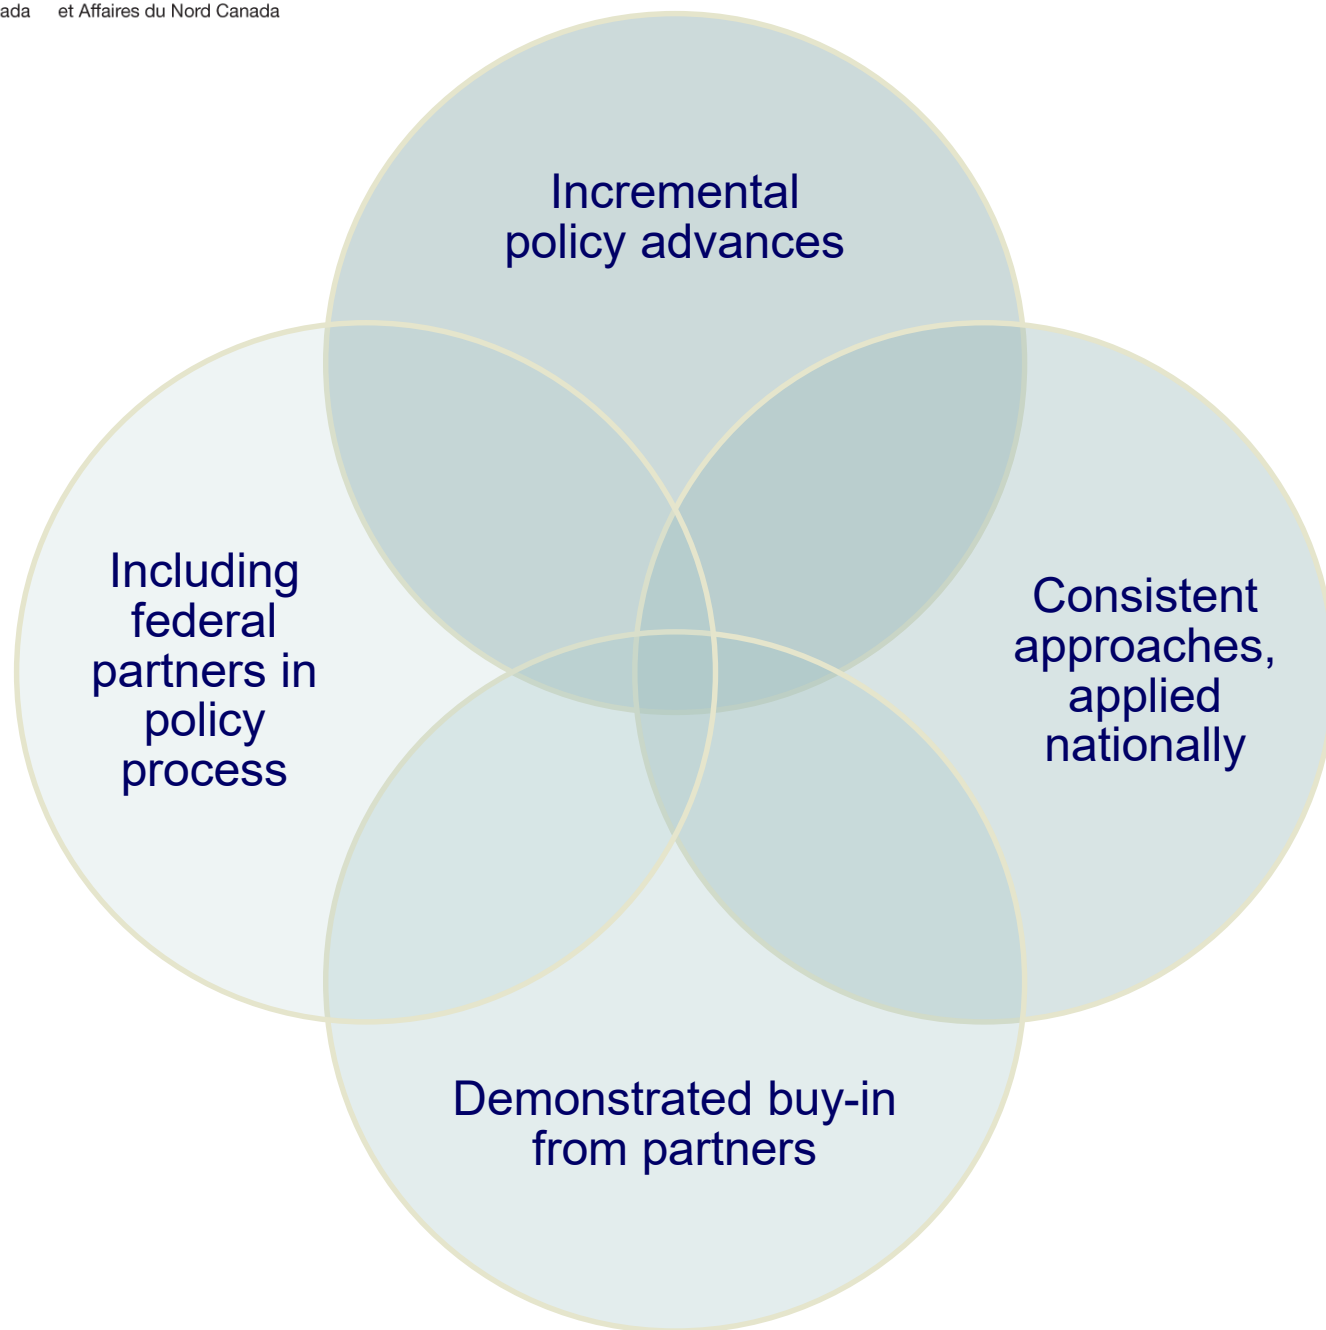 et Affaires du Nord Canada
Incremental
policy advances
Including
federal
partners in
policy
process
Consistent
approaches,
applied
nationally
Demonstrated buy-in
from partners